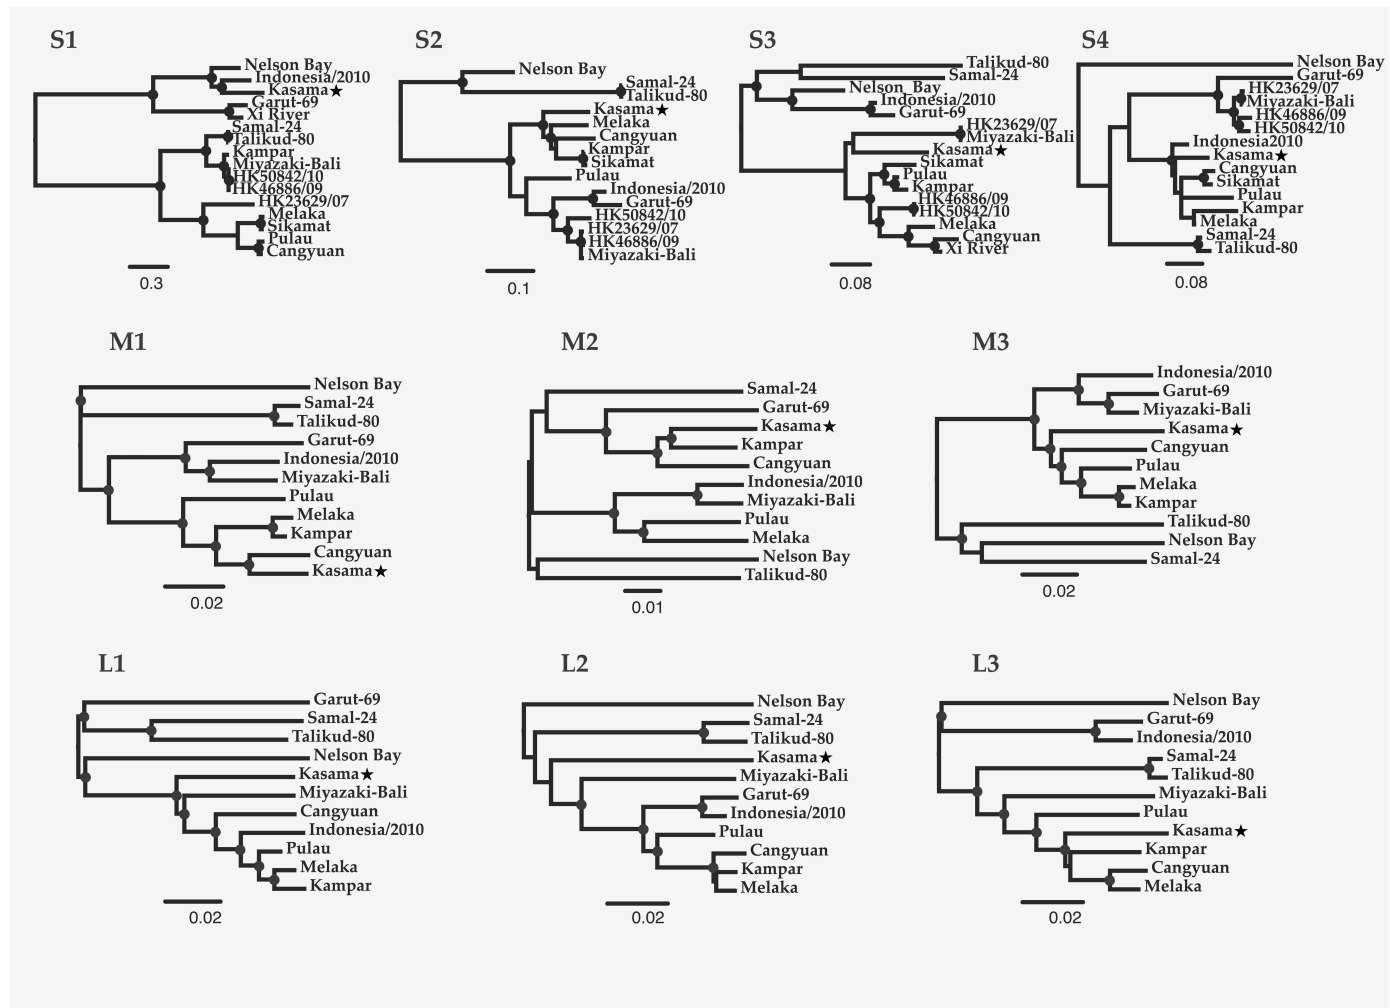 S1
Nelson Bay
Indonesia/2010
Kasama★
Garut-69
Xi River
Samal-24
Talikud-80
Kampar
Miyazaki-Bali
HK50842/10
HK46886/09
HK23629/07
Melaka
Sikamat
Pulau
Cangyuan
0.3
S2
Nelson Bay
Samal-24
Talikud-80
Kasama★
Melaka
Cangyuan
Kampar
Sikamat
Pulau
Indonesia/2010
Garut-69
HK50842/10
HK23629/07
HK46886/09
Miyazaki-Bali
0.1
S3
Talikud-80
Samal-24
Nelson Bay
Indonesia/2010
Garut-69
HK23629/07
Miyazaki-Bali
Kasama★
Sikamat
Pulau
Kampar
HK46886/09
HK50842/10
Melaka
Cangyuan
Xi River
0.08
S4
Nelson Bay
Garut-69
HK23629/07
Miyazaki-Bali
HK46886/09
HK50842/10
Indonesia2010
Kasama★
Cangyuan
Sikamat
Pulau
Kampar
Melaka
Samal-24
Talikud-80
0.08
M1
Nelson Bay
Samal-24
Talikud-80
Garut-69
Indonesia/2010
Miyazaki-Bali
Pulau
Melaka
Kampar
Cangyuan
Kasama★
0.02
M2
Samal-24
Garut-69
Kasama★
Kampar
Cangyuan
Indonesia/2010
Miyazaki-Bali
Pulau
Melaka
Nelson Bay
Talikud-80
0.01
M3
Indonesia/2010
Garut-69
Miyazaki-Bali
Kasama★
Cangyuan
Pulau
Melaka
Kampar
Talikud-80
Nelson Bay
Samal-24
0.02
L1
Garut-69
Samal-24
Talikud-80
Nelson Bay
Kasama★
Miyazaki-Bali
Cangyuan
Indonesia/2010
Pulau
Melaka
Kampar
0.02
L2
Nelson Bay
Samal-24
Talikud-80
Kasama★
Miyazaki-Bali
Garut-69
Indonesia/2010
Pulau
Cangyuan
Kampar
Melaka
0.02
L3
Nelson Bay
Garut-69
Indonesia/2010
Samal-24
Talikud-80
Miyazaki-Bali
Pulau
Kasama★
Kampar
Cangyuan
Melaka
0.02